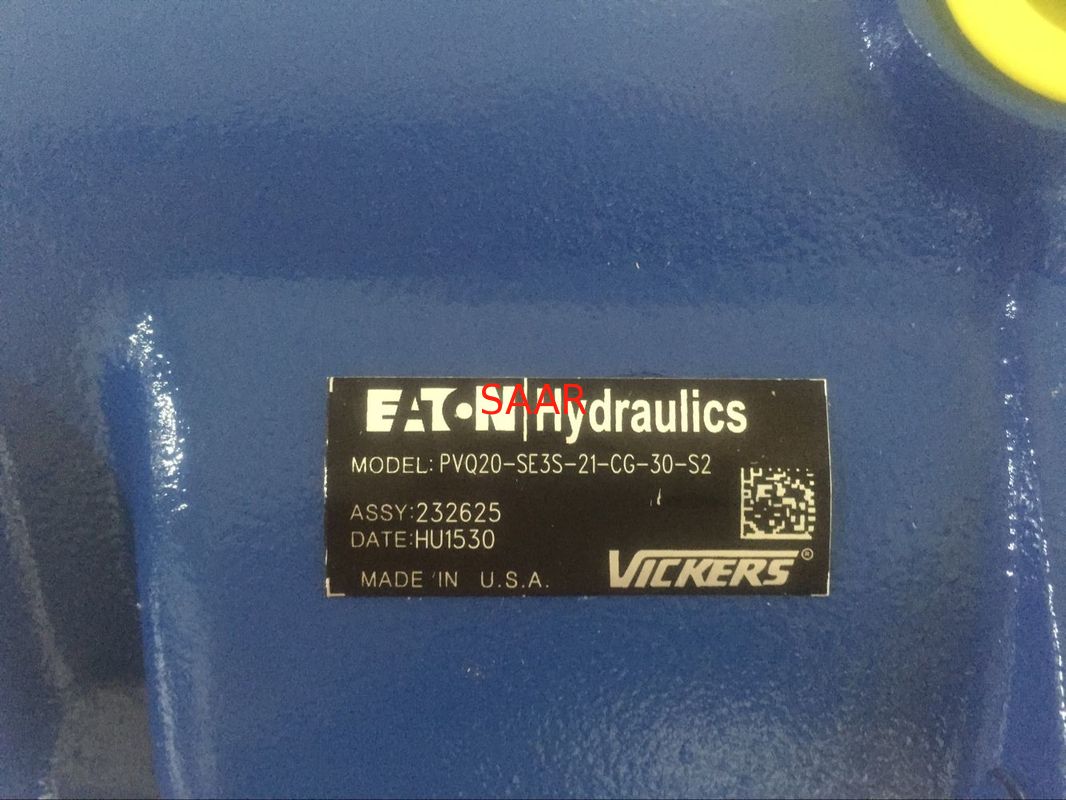 EATON Hydraulics
SAAR
MODEL: PVQ20-SE3S-21-CG-30-S2
ASSY:232625
DATE:HU1530
MADE IN U.S.A.
VICKERS®